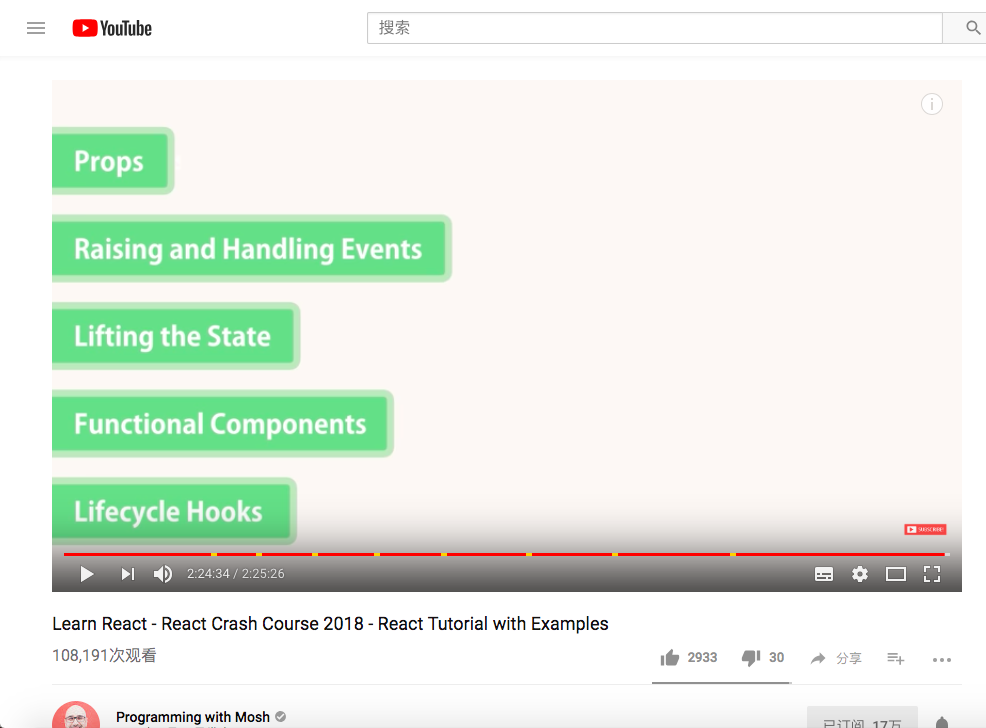 YouTube
搜索
Props
Raising and Handling Events
Lifting the State
Functional Components
Lifecycle Hooks
SUBSCRIBE
2:24:34 / 2:25:26
Learn React - React Crash Course 2018 - React Tutorial with Examples
108,191次观看
2933
30
分享
Programming with Mosh
已订阅 17万